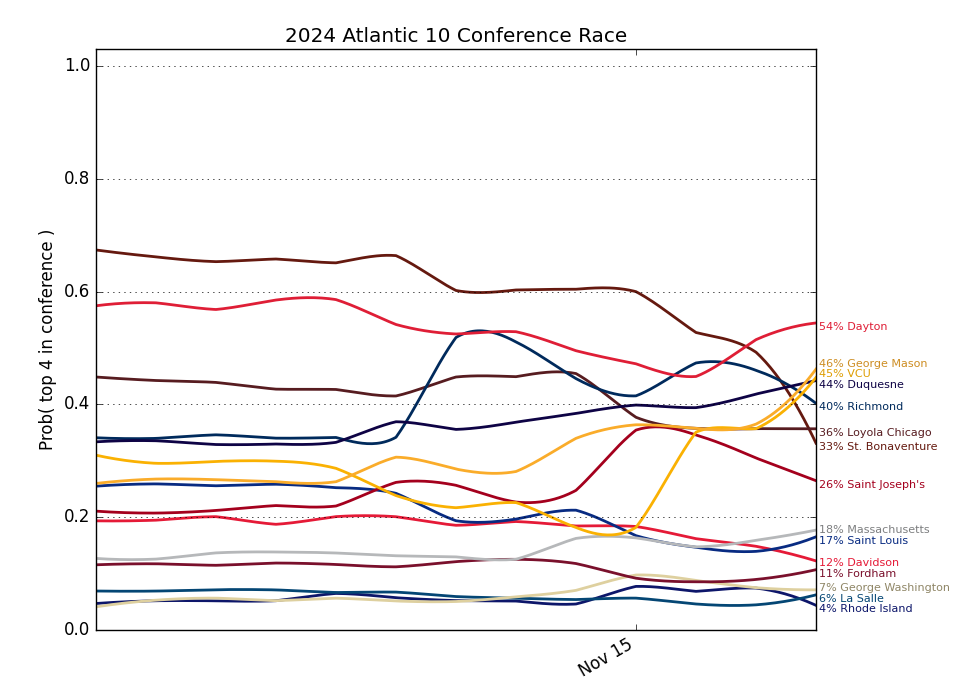 2024 Atlantic 10 Conference Race
Prob( top 4 in conference )
1.0
0.8
0.6
0.4
0.2
0.0
Nov 15
54% Dayton
46% George Mason
45% VCU
44% Duquesne
40% Richmond
36% Loyola Chicago
33% St. Bonaventure
26% Saint Joseph's
18% Massachusetts
17% Saint Louis
12% Davidson
11% Fordham
7% George Washington
6% La Salle
4% Rhode Island